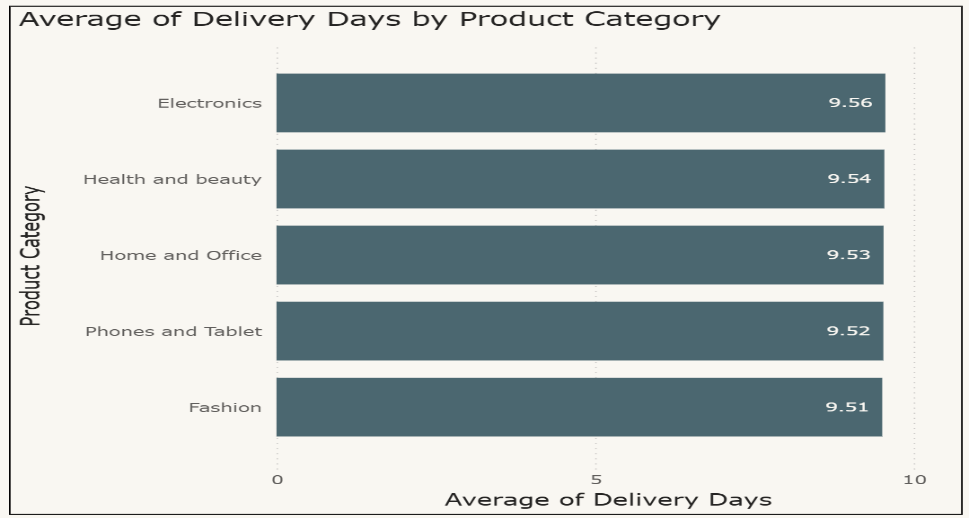 Average of Delivery Days by Product Category
Product Category
Electronics
9.56
Health and beauty
9.54
Home and Office
9.53
Phones and Tablet
9.52
Fashion
9.51
0
5
10
Average of Delivery Days